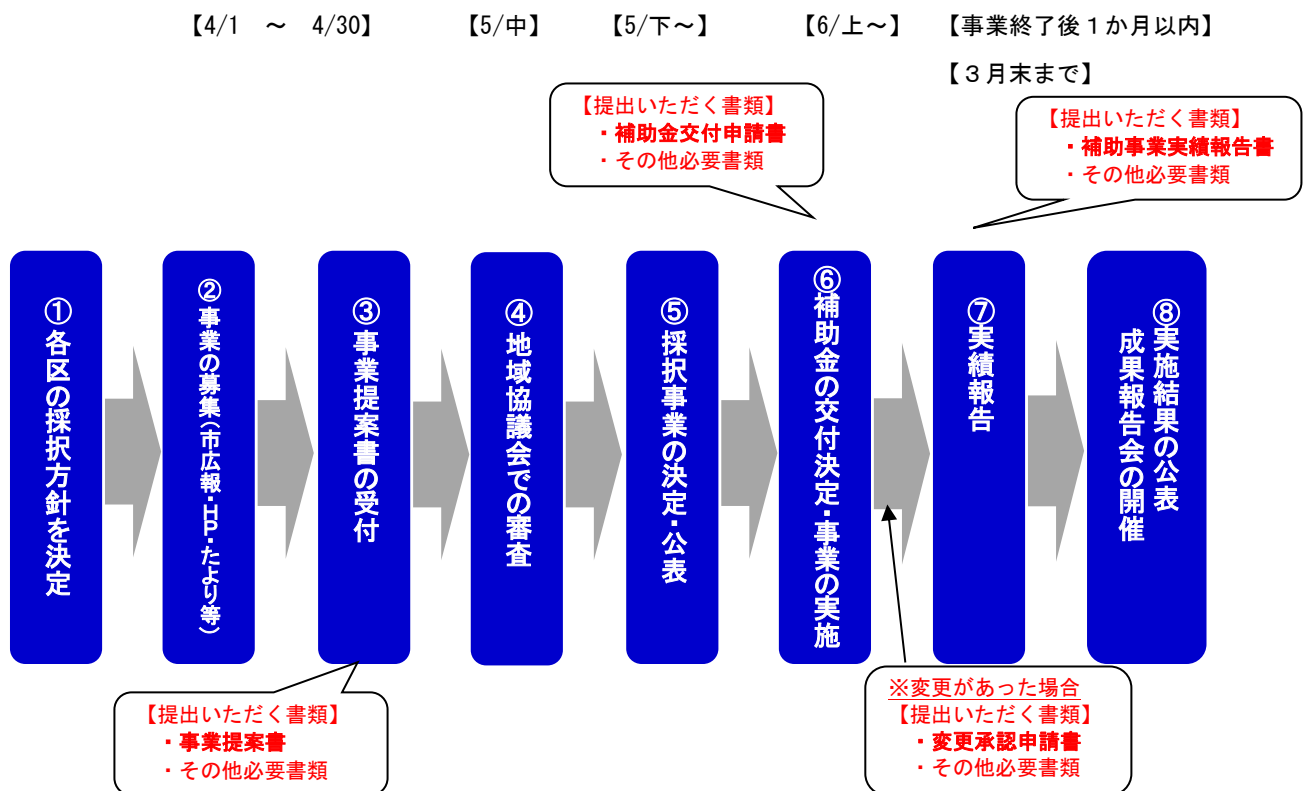 【4/1 ～ 4/30】
【5/中】
【5/下～】
【6/上～】
【事業終了後１か月以内】
【３月末まで】
【提出いただく書類】
・補助金交付申請書
・その他必要書類
【提出いただく書類】
・補助事業実績報告書
・その他必要書類
①各区の採択方針を決定
②事業の募集（市広報・HP・たより等）
③事業提案書の受付
④地域協議会での審査
⑤採択事業の決定・公表
⑥補助金の交付決定・事業の実施
⑦実績報告
⑧実施結果の公表
成果報告会の開催
【提出いただく書類】
・事業提案書
・その他必要書類
※変更があった場合
【提出いただく書類】
・変更承認申請書
・その他必要書類